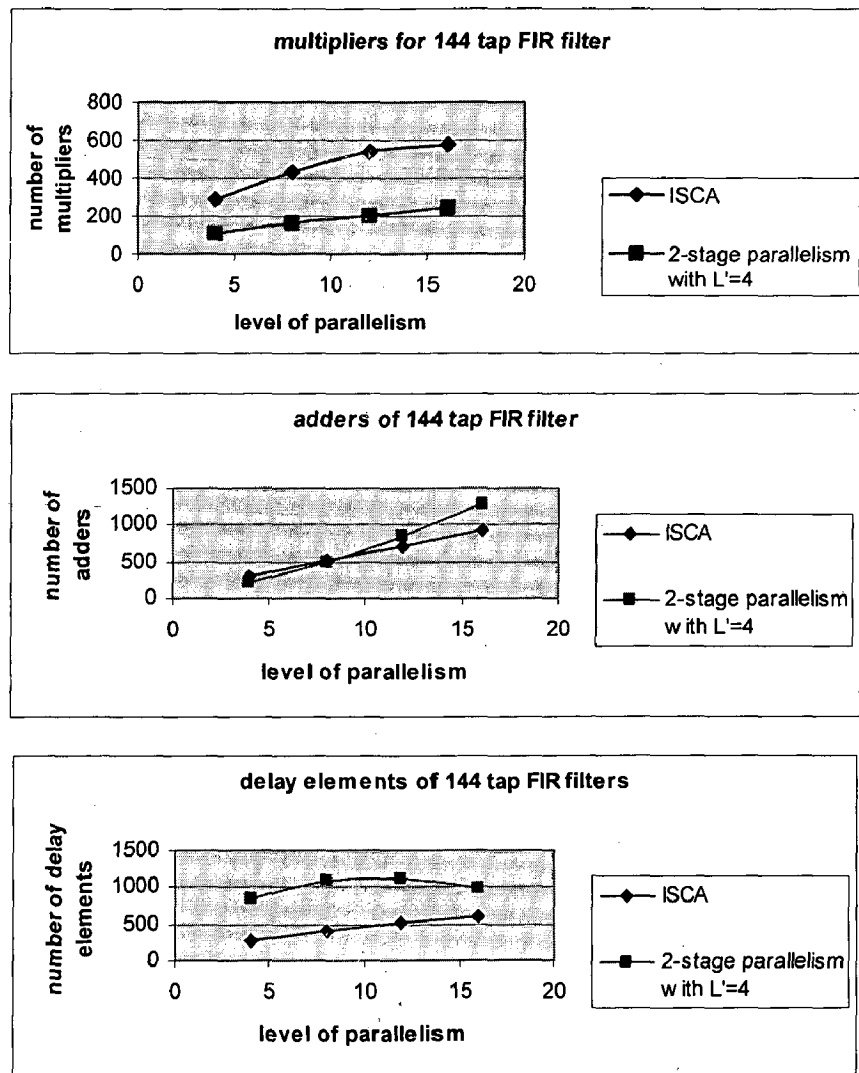 multipliers for 144 tap FIR filter
number of
multipliers
800
600
400
200
0
0 5 10 15 20
level of parallelism
ISCA
2-stage parallelism
with L'=4
adders of 144 tap FIR filter
number of
adders
1500
1000
500
0
0 5 10 15 20
level of parallelism
ISCA
2-stage parallelism
with L'=4
delay elements of 144 tap FIR filters
number of delay
elements
1500
1000
500
0
0 5 10 15 20
level of parallelism
ISCA
2-stage parallelism
with L'=4